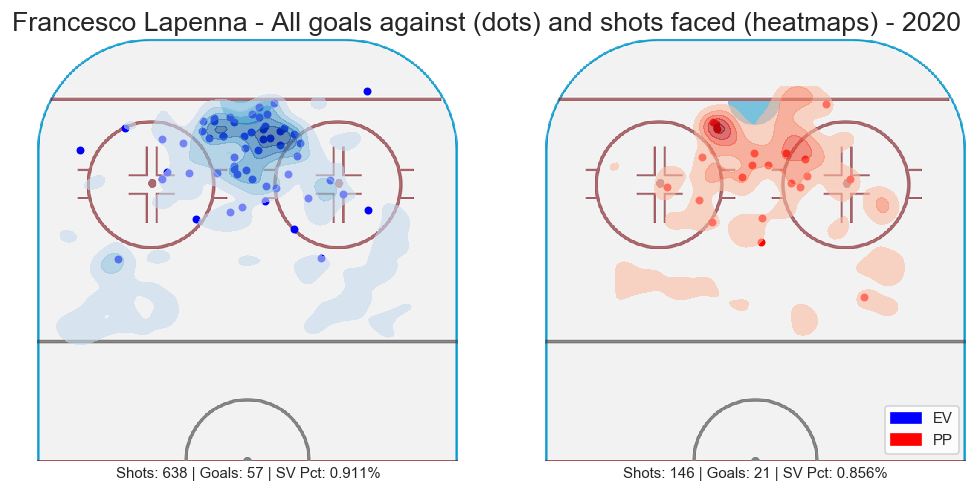 Francesco Lapenna - All goals against (dots) and shots faced (heatmaps) - 2020
EV
PP
Shots: 638 | Goals: 57 | SV Pct: 0.911%
Shots: 146 | Goals: 21 | SV Pct: 0.856%